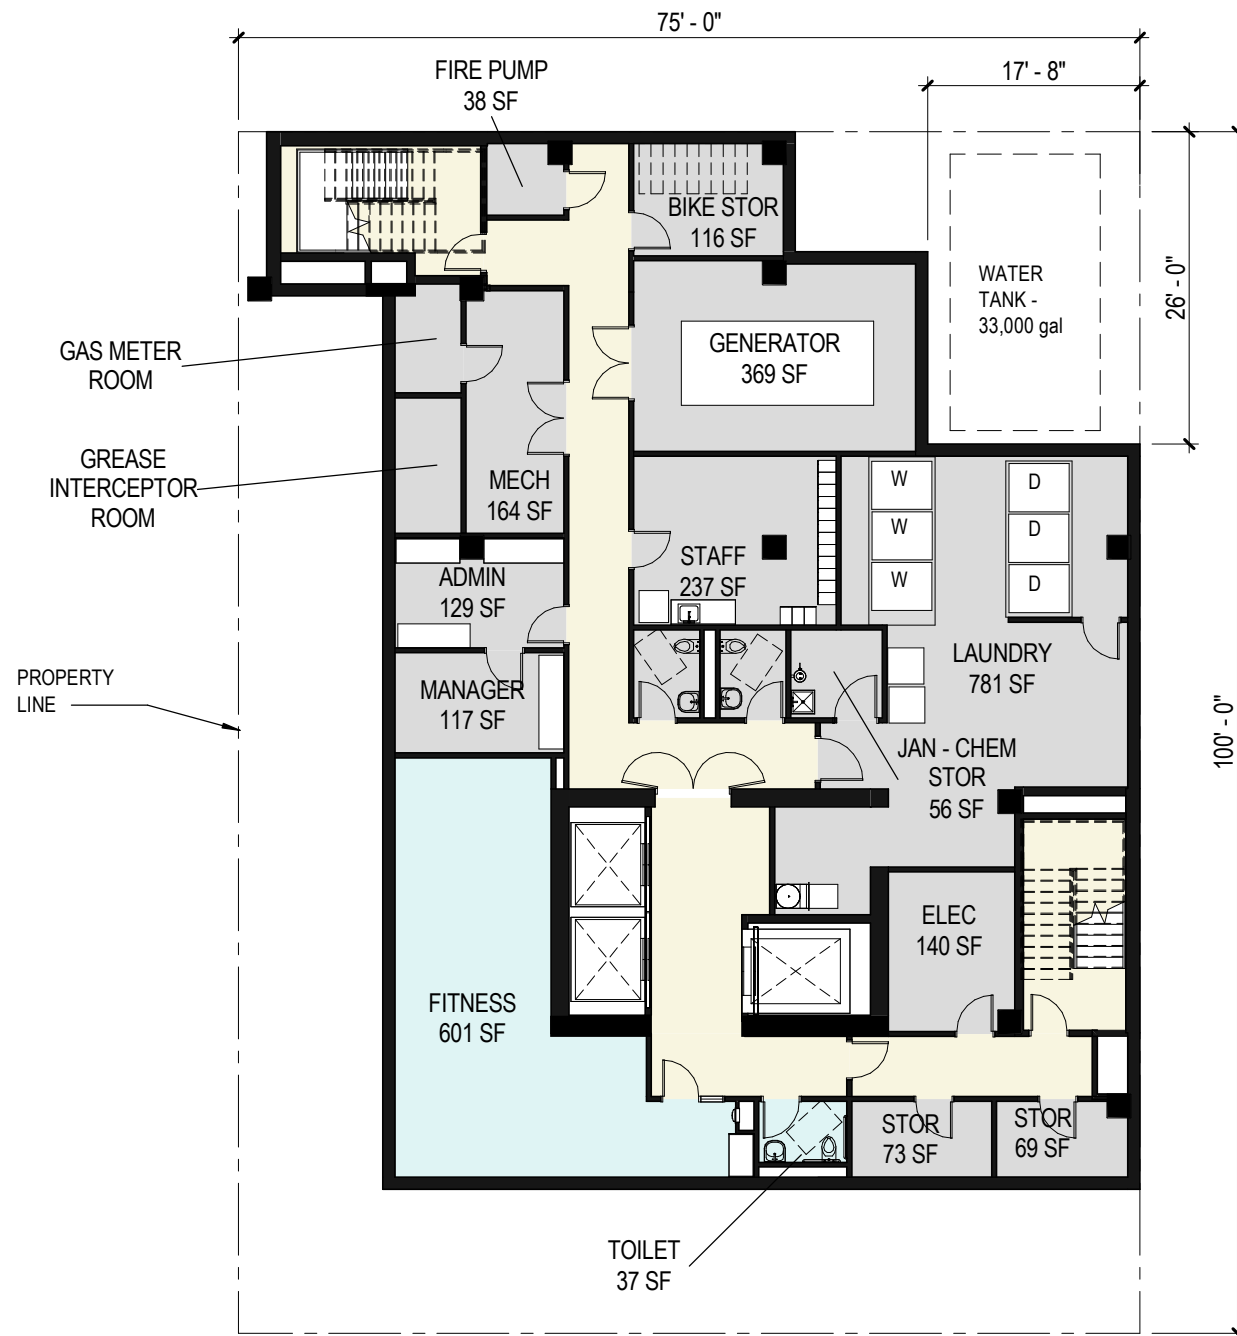 75' - 0"
17' - 8"
FIRE PUMP
38 SF
BIKE STOR
116 SF
WATER
TANK -
33,000 gal
26' - 0"
GAS METER
ROOM
GENERATOR
369 SF
GREASE
INTERCEPTOR
ROOM
MECH
164 SF
W
D
W
D
W
D
STAFF
237 SF
ADMIN
129 SF
LAUNDRY
781 SF
PROPERTY
LINE
MANAGER
117 SF
100' - 0"
JAN - CHEM
STOR
56 SF
ELEC
140 SF
FITNESS
601 SF
STOR
73 SF
STOR
69 SF
TOILET
37 SF